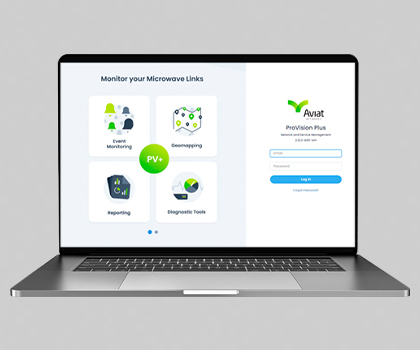 Monitor your Microwave Links
Event
Monitoring
Geomapping
PV+
Reporting
Diagnostic Tools
Aviat
ProVision Plus
Network and Service Management
Email
Password
Log in
Forgot Password?